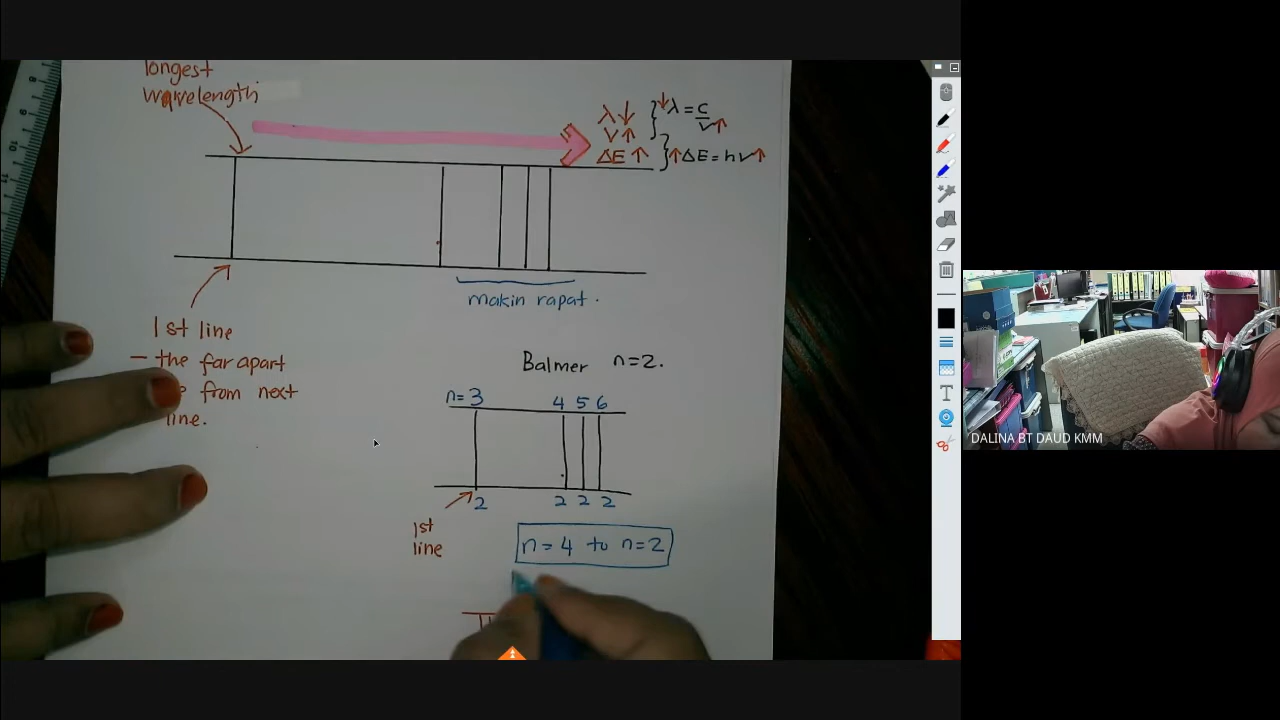 longest
wavelength
λ↓
ν↑
ΔE↑
↓λ = c/ν↑
↑ΔE = hν↑
makin rapat.
1st line
– the far apart
from next
line.
Balmer n=2.
n=3 4 5 6
2 2 2 2
1st
line
n=4 to n=2
DALINA BT DAUD KMM
T